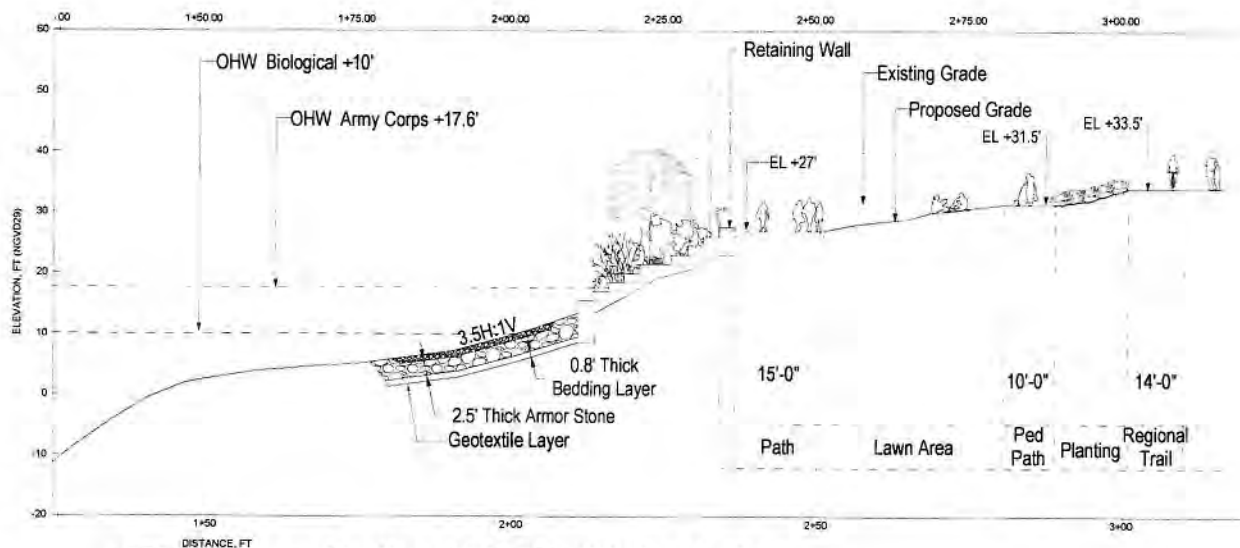 :00 1+50.00 1+75.00 2+00.00 2+25.00 2+50.00 2+75.00 3+00.00
60
50
40
30
20
10
0
-10
-20
ELEVATION, FT (NGVD29)
OHW Biological +10'
OHW Army Corps +17.6'
Retaining Wall
Existing Grade
Proposed Grade
EL +27'
EL +31.5'
EL +33.5'
3.5H:1V
0.8' Thick
Bedding Layer
2.5' Thick Armor Stone
Geotextile Layer
15'-0" 10'-0" 14'-0"
Path
Lawn Area
Ped
Path
Planting
Regional
Trail
:00 1+50 2+00 2+50 3+00
DISTANCE, FT